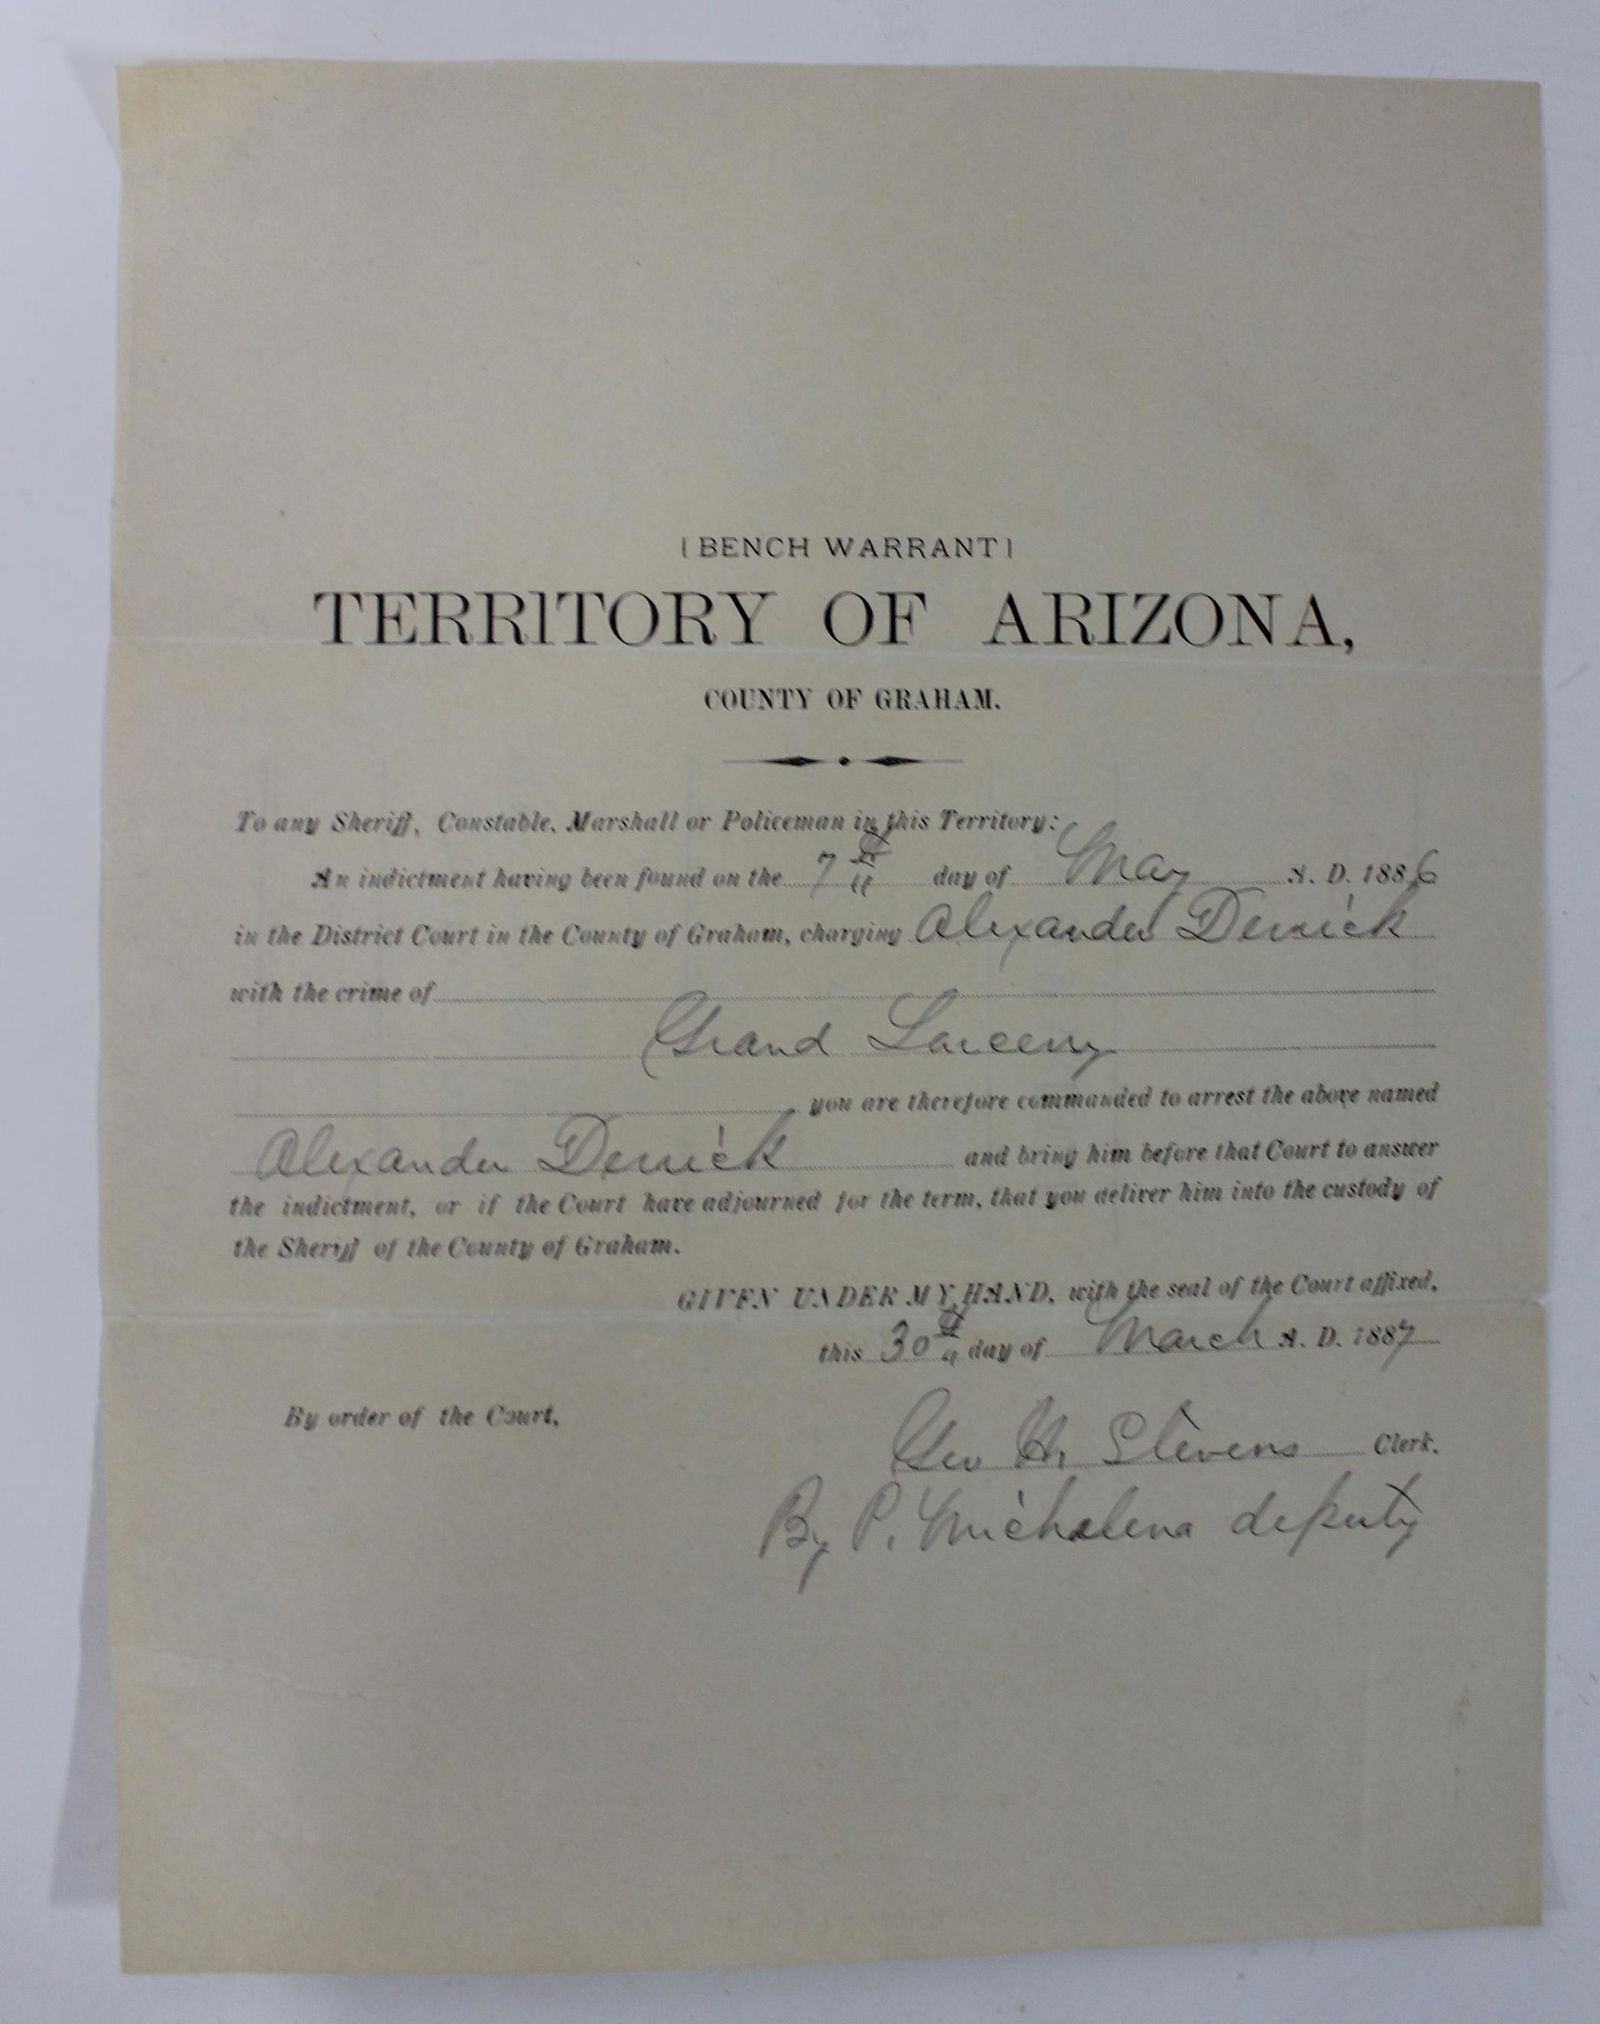 [BENCH WARRANT]
TERRITORY OF ARIZONA,
COUNTY OF GRAHAM.
To any Sheriff, Constable, Marshall or Policeman in this Territory:
An indictment having been found on the 7th day of May A. D. 1886
in the District Court in the County of Graham, charging Alexander Derrick
with the crime of
Grand Larceny
you are therefore commanded to arrest the above named
Alexander Derrick and bring him before that Court to answer
the indictment, or if the Court have adjourned for the term, that you deliver him into the custody of
the Sheriff of the County of Graham.
GIVEN UNDER MY HAND, with the seal of the Court affixed,
this 30th day of March A. D. 1887
By order of the Court,
Geo H. Stevens Clerk.
By P. Michelena deputy